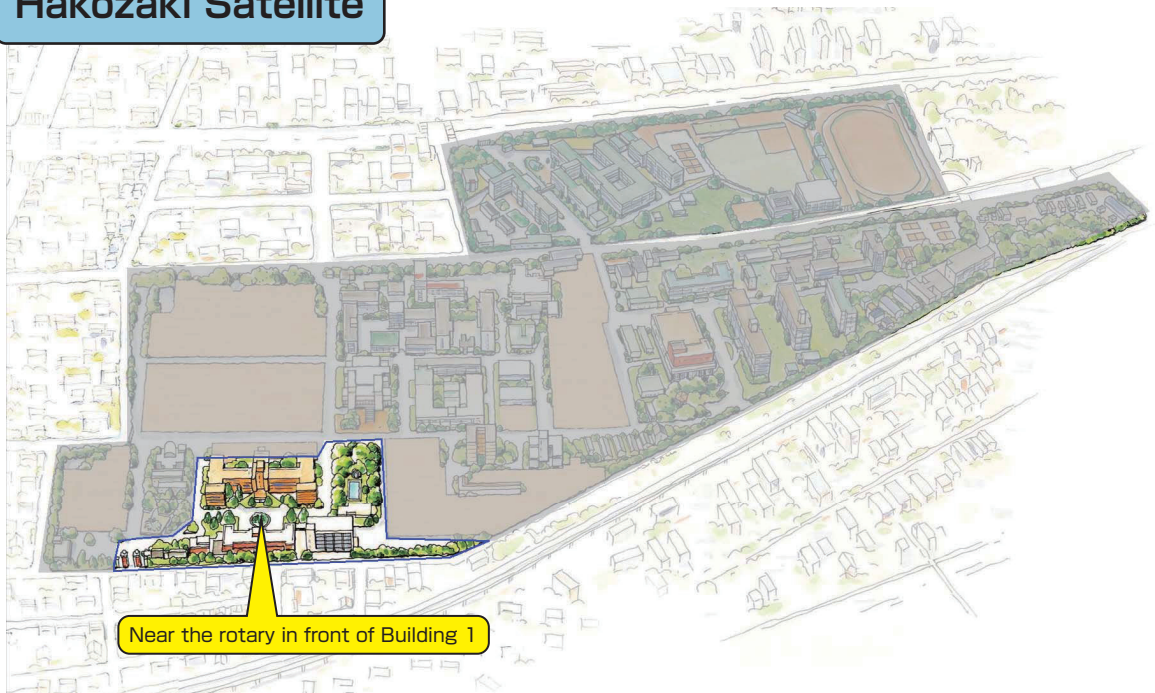 Hakozaki Satellite
Near the rotary in front of Building 1